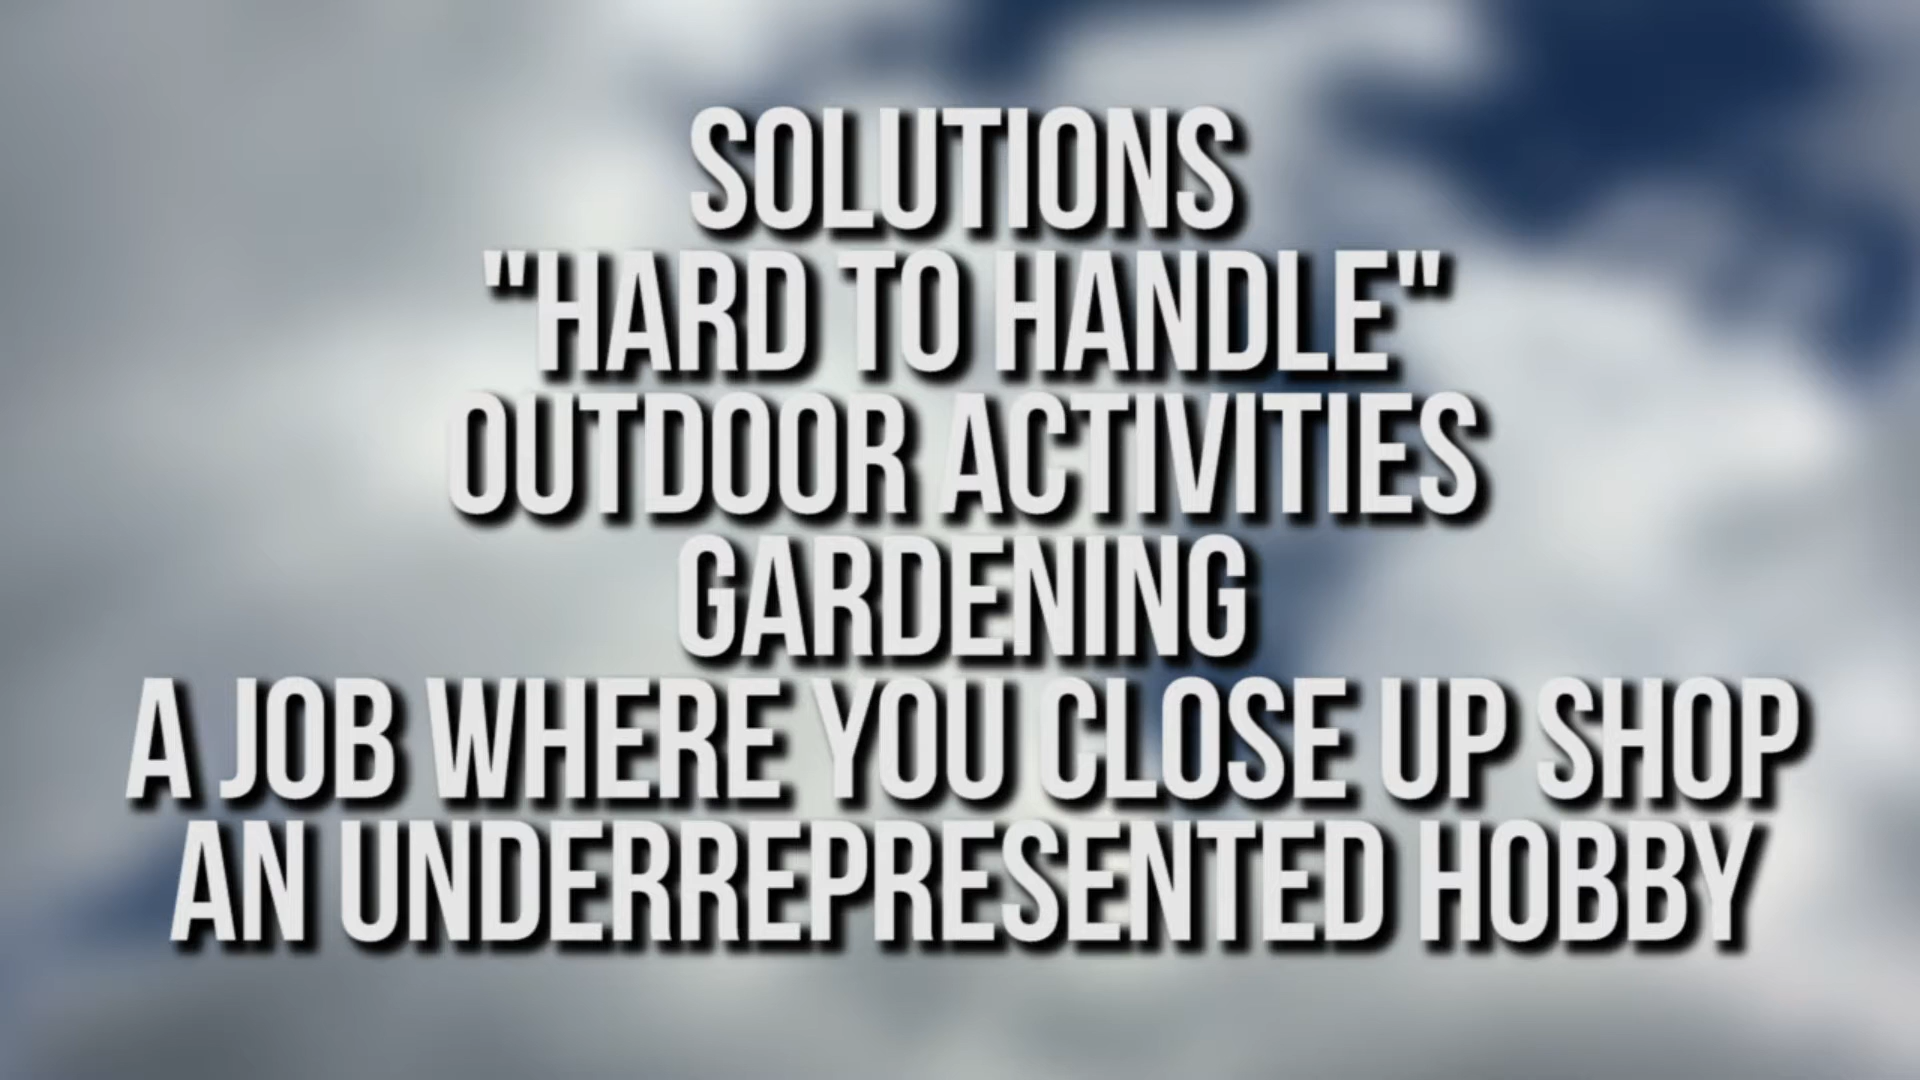 SOLUTIONS
"HARD TO HANDLE"
OUTDOOR ACTIVITIES
GARDENING
A JOB WHERE YOU CLOSE UP SHOP
AN UNDERREPRESENTED HOBBY